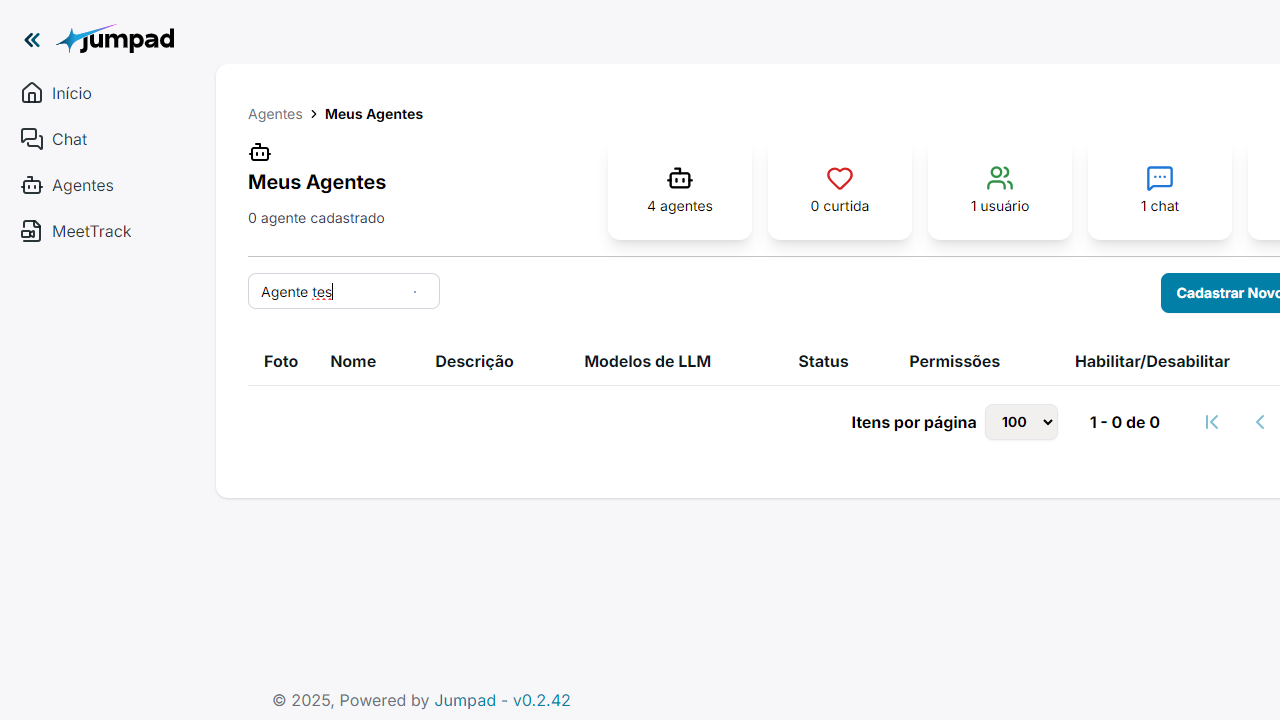 jumpad
Início
Chat
Agentes
MeetTrack
Agentes > Meus Agentes
Meus Agentes
0 agente cadastrado
4 agentes
0 curtida
1 usuário
1 chat
Agente tes
Cadastrar Novo
Foto Nome Descrição Modelos de LLM Status Permissões Habilitar/Desabilitar
Itens por página 100 1 - 0 de 0
© 2025, Powered by Jumpad - v0.2.42